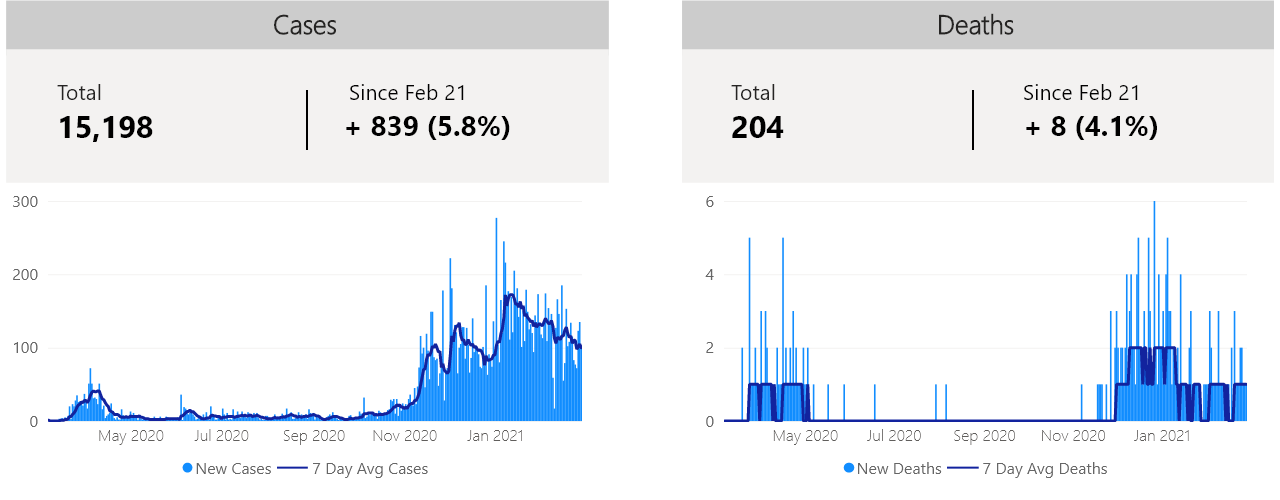 Cases
Total
Since Feb 21
15,198
+ 839 (5.8%)
300
200
100
0
May 2020
Jul 2020
Sep 2020
Nov 2020
Jan 2021
New Cases
7 Day Avg Cases
Deaths
Total
Since Feb 21
204
+ 8 (4.1%)
6
4
2
0
May 2020
Jul 2020
Sep 2020
Nov 2020
Jan 2021
New Deaths
7 Day Avg Deaths